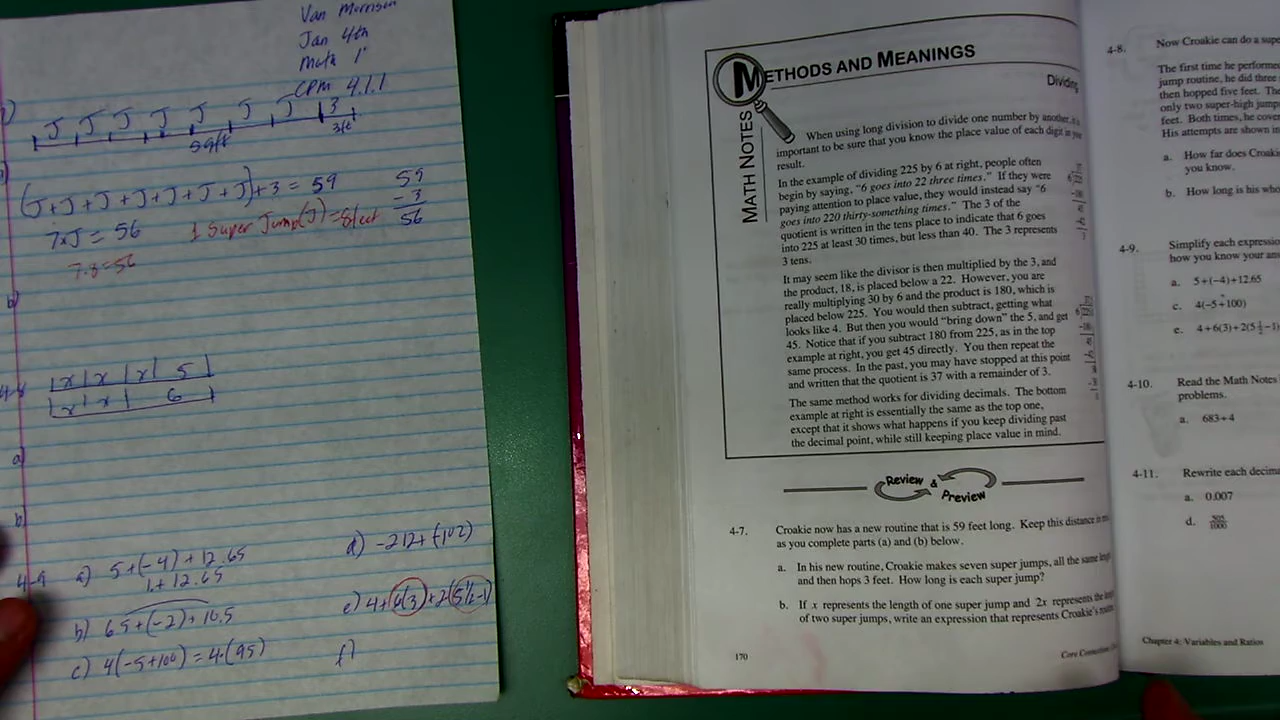 Van Morrison
Jan 4th
Math 1
CPM 4.1.1
J J J J J J J 3
59ft 3ft
(J+J+J+J+J+J+J)+3 = 59
59
-3
56
7xJ = 56
1 Super Jump(J)=8feet
7·8=56
b)
x x x 5
x x 6
a)
b)
4-9 a) 5+(-4)+12.65
1+12.65
b) 65+(-2)+10.5
c) 4(-5+100)=4·(95)
d) -212+(-102)
e) 4+6(3)+2(5½-1)
f)
METHODS AND MEANINGS
MATH NOTES
Dividing
When using long division to divide one number by another, it is
important to be sure that you know the place value of each digit in your
result.
In the example of dividing 225 by 6 at right, people often
begin by saying, “6 goes into 22 three times.” If they were
paying attention to place value, they would instead say “6
goes into 220 thirty-something times.” The 3 of the
quotient is written in the tens place to indicate that 6 goes
into 225 at least 30 times, but less than 40. The 3 represents
3 tens.
It may seem like the divisor is then multiplied by the 3, and
the product, 18, is placed below a 22. However, you are
really multiplying 30 by 6 and the product is 180, which is
placed below 225. You would then subtract, getting what
looks like 4. But then you would “bring down” the 5, and get
45. Notice that if you subtract 180 from 225, as in the top
example at right, you get 45 directly. You then repeat the
same process. In the past, you may have stopped at this point
and written that the quotient is 37 with a remainder of 3.
The same method works for dividing decimals. The bottom
example at right is essentially the same as the top one,
except that it shows what happens if you keep dividing past
the decimal point, while still keeping place value in mind.
Review & Preview
4-7. Croakie now has a new routine that is 59 feet long. Keep this distance in
as you complete parts (a) and (b) below.
a. In his new routine, Croakie makes seven super jumps, all the same
and then hops 3 feet. How long is each super jump?
b. If x represents the length of one super jump and 2x represents the
of two super jumps, write an expression that represents Croakie's
170
Core
4-8. Now Croakie can do a
The first time he performed
jump routine, he did three
then hopped five feet. The
only two super-high
feet. Both times, he
His attempts are shown in
a. How far does
you know.
b. How long is his
4-9. Simplify each
how you know your
a. 5+(-4)+12.65
c. 4(-5+100)
e. 4+6(3)+2(5½-1)
4-10. Read the Math Notes
problems.
a. 683÷4
4-11. Rewrite each
a. 0.007
d. 505/1000
Chapter 4: Variables and Ratios